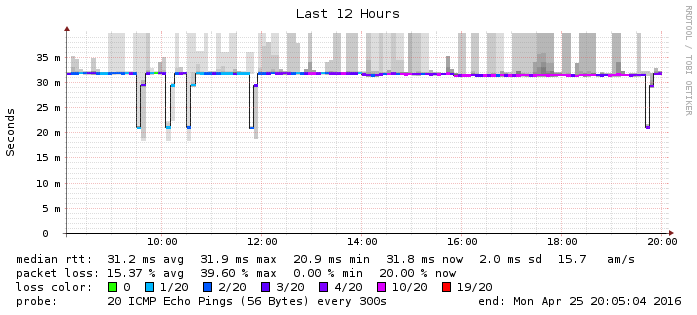 Last 12 Hours
RRDTOOL / TOBI OETIKER
Seconds
35 m
30 m
25 m
20 m
15 m
10 m
5 m
0
10:00 12:00 14:00 16:00 18:00 20:00
median rtt: 31.2 ms avg 31.9 ms max 20.9 ms min 31.8 ms now 2.0 ms sd 15.7 am/s
packet loss: 15.37 % avg 39.60 % max 0.00 % min 20.00 % now
loss color: 0 1/20 2/20 3/20 4/20 10/20 19/20
probe: 20 ICMP Echo Pings (56 Bytes) every 300s end: Mon Apr 25 20:05:04 2016